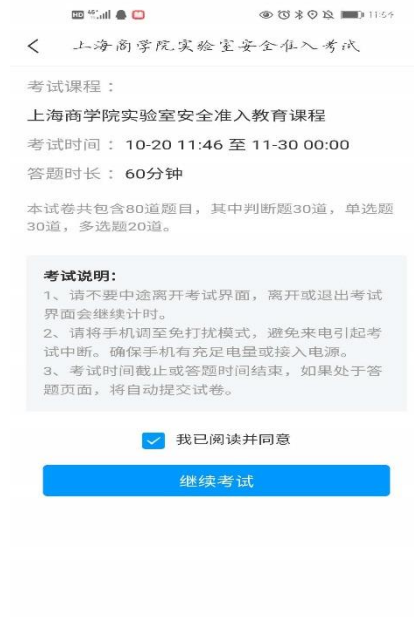 HD 46 11:54
上海商学院实验室安全准入考试
考试课程：
上海商学院实验室安全准入教育课程
考试时间： 10-20 11:46 至 11-30 00:00
答题时长： 60分钟
本试卷共包含80道题目，其中判断题30道，单选题
30道，多选题20道。
考试说明:
1、请不要中途离开考试界面，离开或退出考试
界面会继续计时。
2、请将手机调至免打扰模式，避免来电引起考
试中断。确保手机有充足电量或接入电源。
3、考试时间截止或答题时间结束，如果处于答
题页面，将自动提交试卷。
我已阅读并同意
继续考试